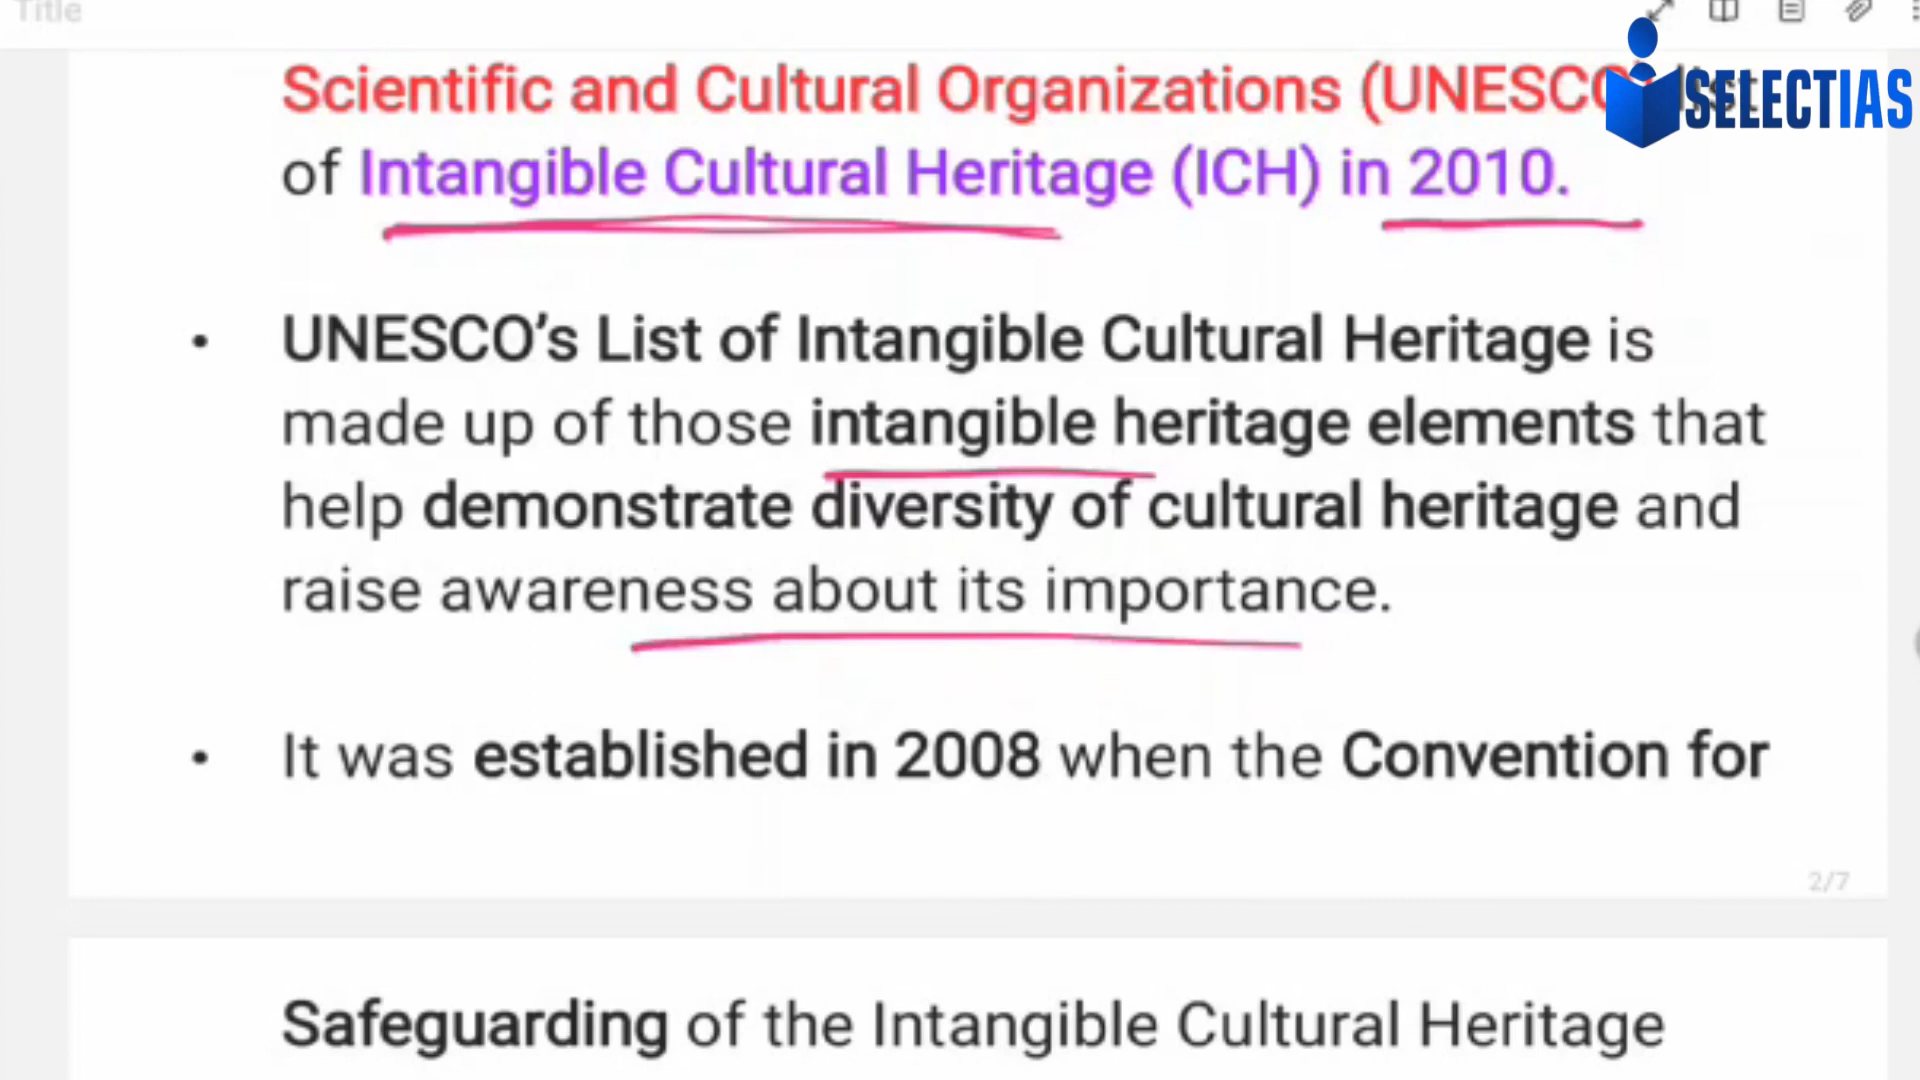 Title
Scientific and Cultural Organizations (UNESCO) list
SELECTIAS
of Intangible Cultural Heritage (ICH) in 2010.
• UNESCO's List of Intangible Cultural Heritage is
made up of those intangible heritage elements that
help demonstrate diversity of cultural heritage and
raise awareness about its importance.
• It was established in 2008 when the Convention for
2/7
Safeguarding of the Intangible Cultural Heritage